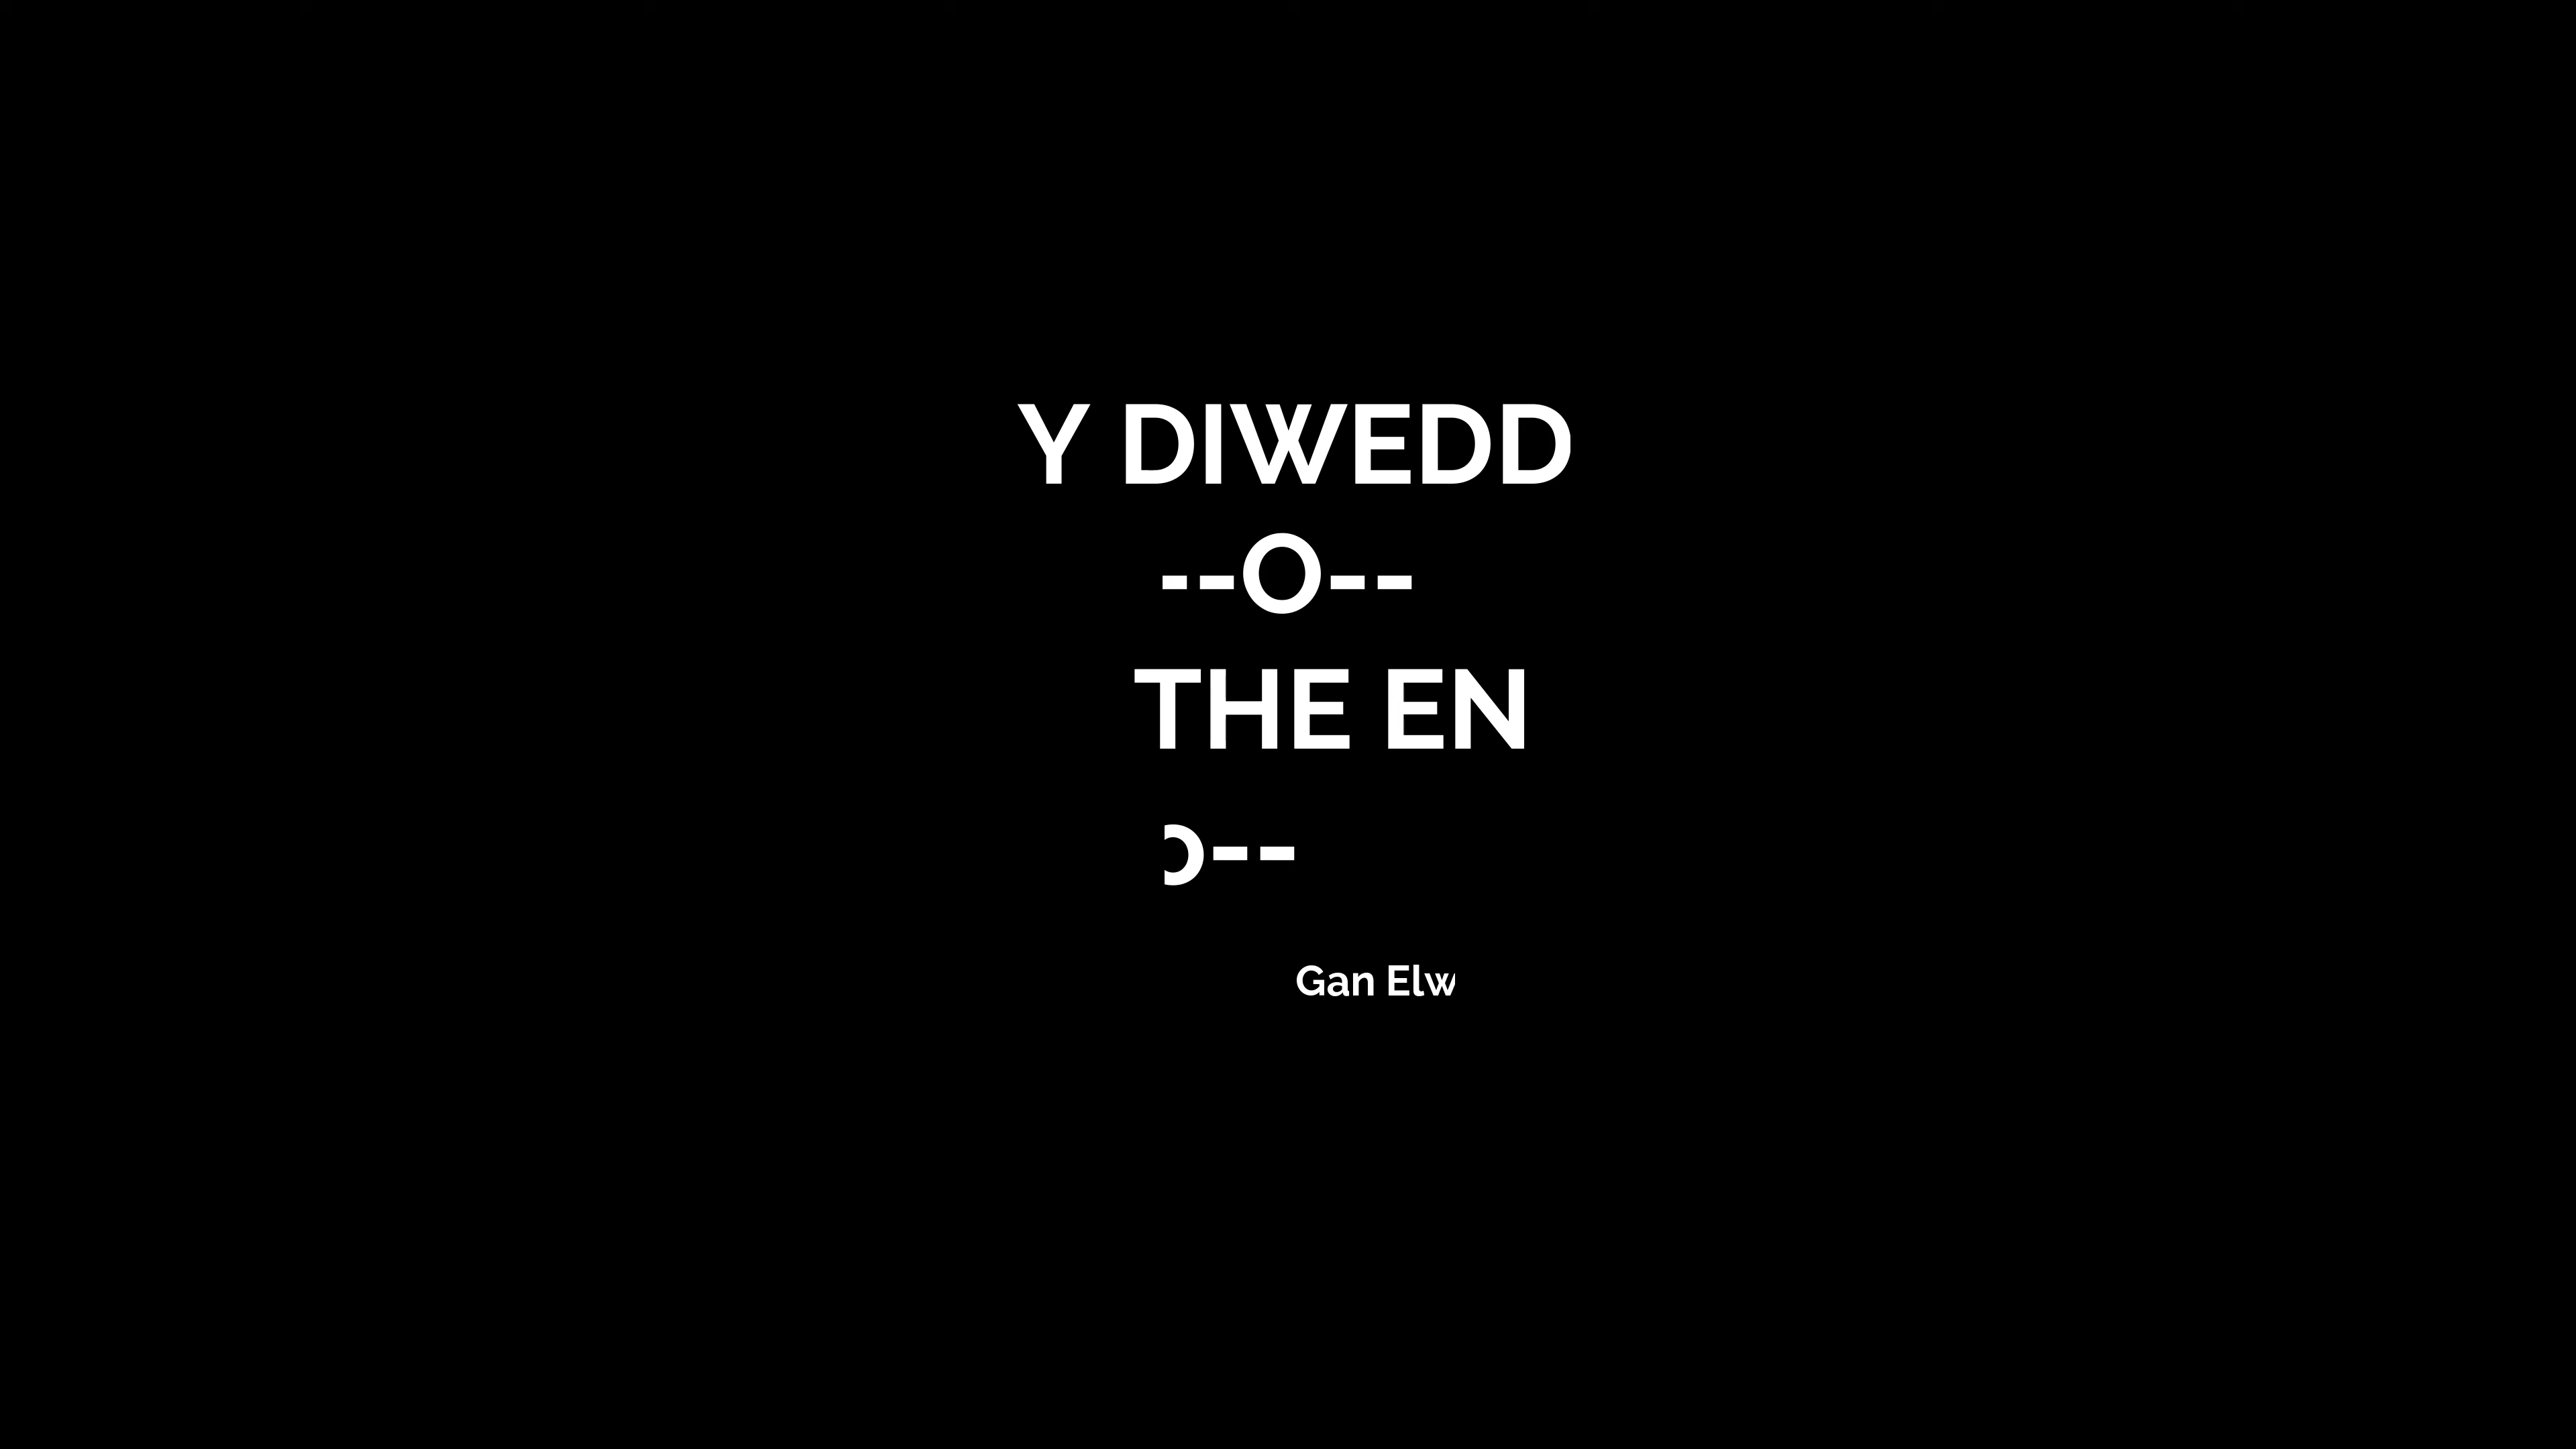 Y DIWEDD
--O--
THE EN
o--
Gan Elw